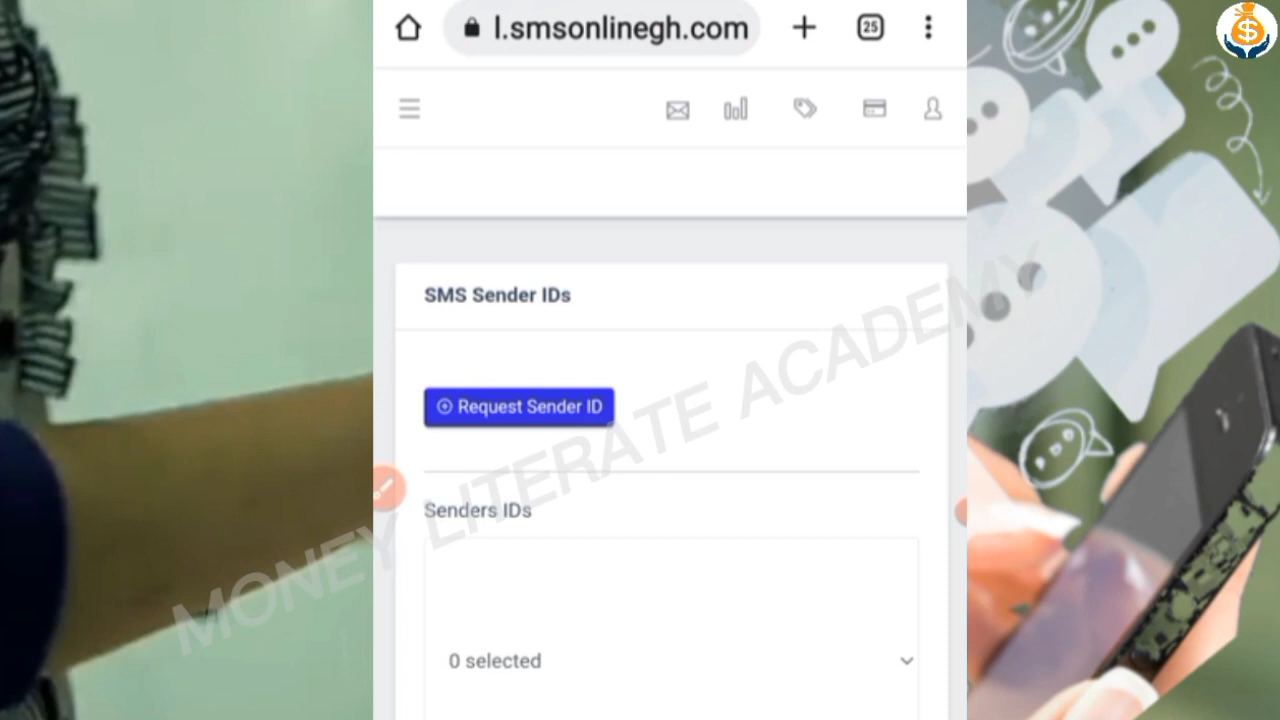 l.smsonlinegh.com
25
SMS Sender IDs
Request Sender ID
Senders IDs
0 selected
MONEY LITERATE ACADEMY
$